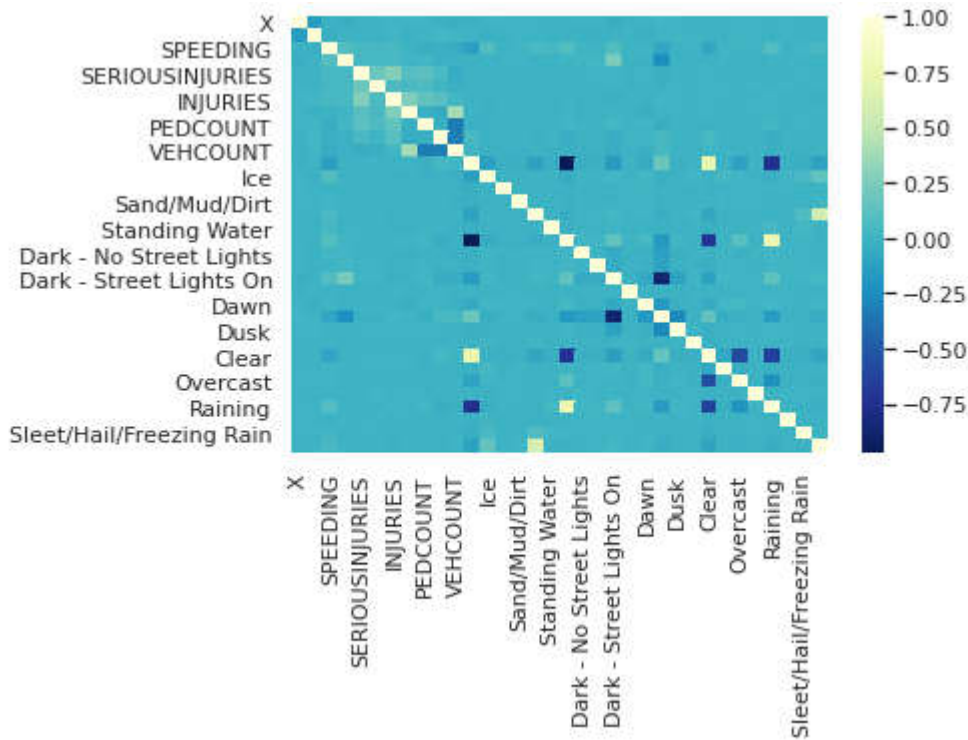 X
SPEEDING
SERIOUSINJURIES
INJURIES
PEDCOUNT
VEHCOUNT
Ice
Sand/Mud/Dirt
Standing Water
Dark - No Street Lights
Dark - Street Lights On
Dawn
Dusk
Clear
Overcast
Raining
Sleet/Hail/Freezing Rain
1.00
0.75
0.50
0.25
0.00
−0.25
−0.50
−0.75
X
SPEEDING
SERIOUSINJURIES
INJURIES
PEDCOUNT
VEHCOUNT
Ice
Sand/Mud/Dirt
Standing Water
Dark - No Street Lights
Dark - Street Lights On
Dawn
Dusk
Clear
Overcast
Raining
Sleet/Hail/Freezing Rain